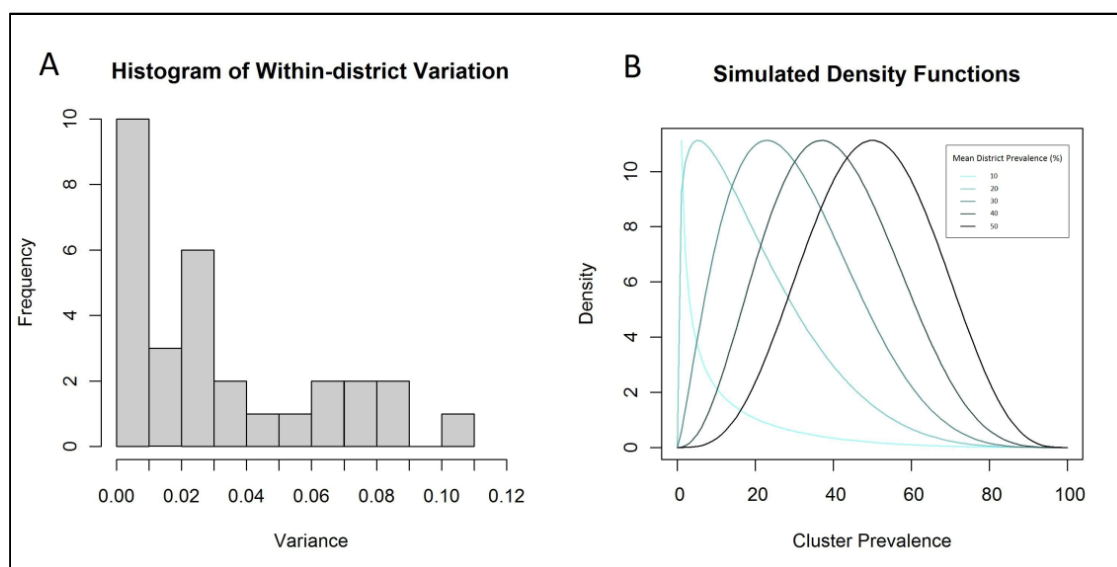 A
Histogram of Within-district Variation
Frequency
10
8
6
4
2
0
0.00 0.02 0.04 0.06 0.08 0.10 0.12
Variance
B
Simulated Density Functions
Density
10
8
6
4
2
0
Mean District Prevalence (%)
10
20
30
40
50
0 20 40 60 80 100
Cluster Prevalence